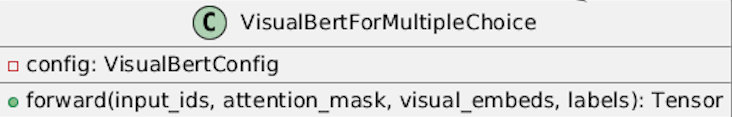 C VisualBertForMultipleChoice
config: VisualBertConfig
forward(input_ids, attention_mask, visual_embeds, labels): Tensor